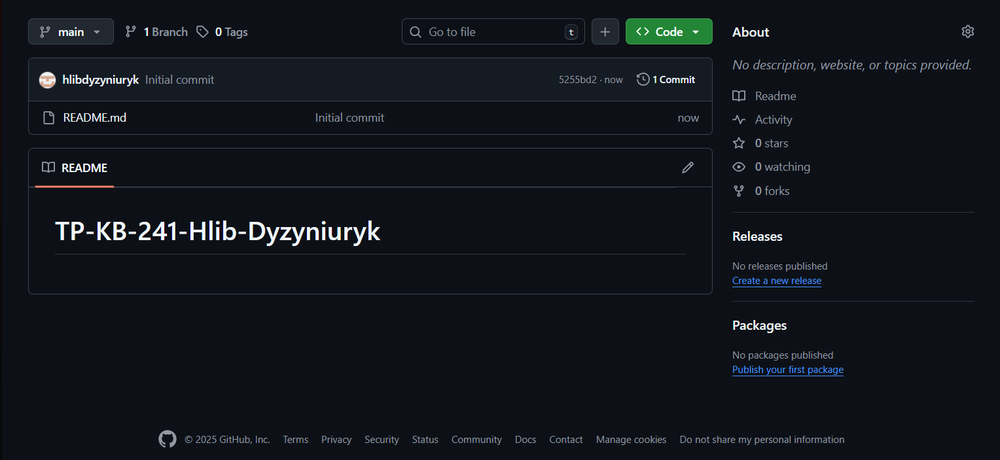 main 1 Branch 0 Tags Go to file t Code
hlibdyzyniuryk Initial commit 5255bd2 · now 1 Commit
README.md Initial commit now
README
TP-KB-241-Hlib-Dyzyniuryk
About
No description, website, or topics provided.
Readme
Activity
0 stars
0 watching
0 forks
Releases
No releases published
Create a new release
Packages
No packages published
Publish your first package
© 2025 GitHub, Inc. Terms Privacy Security Status Community Docs Contact Manage cookies Do not share my personal information